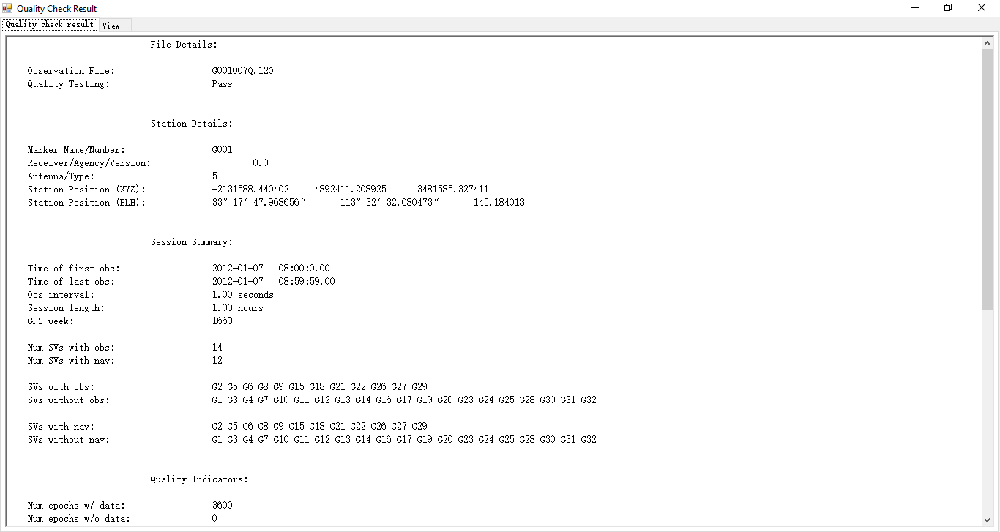 Quality Check Result
Quality check result View
File Details:
Observation File: G001007Q.12O
Quality Testing: Pass
Station Details:
Marker Name/Number: G001
Receiver/Agency/Version: 0.0
Antenna/Type: 5
Station Position (XYZ): -2131588.440402 4892411.208925 3481585.327411
Station Position (BLH): 33° 17′ 47.968656″ 113° 32′ 32.680473″ 145.184013
Session Summary:
Time of first obs: 2012-01-07 08:00:0.00
Time of last obs: 2012-01-07 08:59:59.00
Obs interval: 1.00 seconds
Session length: 1.00 hours
GPS week: 1669
Num SVs with obs: 14
Num SVs with nav: 12
SVs with obs: G2 G5 G6 G8 G9 G15 G18 G21 G22 G26 G27 G29
SVs without obs: G1 G3 G4 G7 G10 G11 G12 G13 G14 G16 G17 G19 G20 G23 G24 G25 G28 G30 G31 G32
SVs with nav: G2 G5 G6 G8 G9 G15 G18 G21 G22 G26 G27 G29
SVs without nav: G1 G3 G4 G7 G10 G11 G12 G13 G14 G16 G17 G19 G20 G23 G24 G25 G28 G30 G31 G32
Quality Indicators:
Num epochs w/ data: 3600
Num epochs w/o data: 0